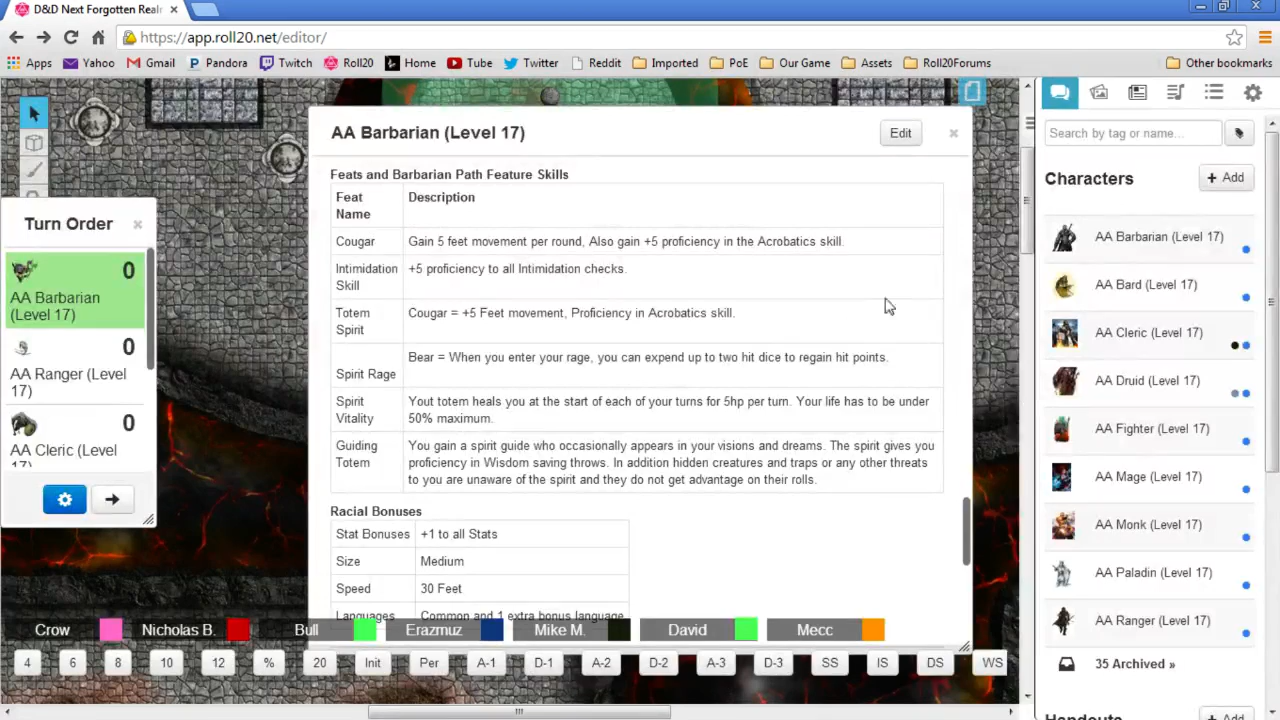 D&D Next Forgotten Real
https://app.roll20.net/editor/
Apps Yahoo Gmail Pandora Twitch Roll20 Home Tube Twitter Reddit Imported PoE Our Game Assets Roll20Forums Other bookmarks
AA Barbarian (Level 17)
Edit
Feats and Barbarian Path Feature Skills
Feat Name Description
Cougar Gain 5 feet movement per round, Also gain +5 proficiency in the Acrobatics skill.
Intimidation Skill +5 proficiency to all Intimidation checks.
Totem Spirit Cougar = +5 Feet movement, Proficiency in Acrobatics skill.
Spirit Rage Bear = When you enter your rage, you can expend up to two hit dice to regain hit points.
Spirit Vitality Yout totem heals you at the start of each of your turns for 5hp per turn. Your life has to be under
50% maximum.
Guiding Totem You gain a spirit guide who occasionally appears in your visions and dreams. The spirit gives you
proficiency in Wisdom saving throws. In addition hidden creatures and traps or any other threats
to you are unaware of the spirit and they do not get advantage on their rolls.
Racial Bonuses
Stat Bonuses +1 to all Stats
Size Medium
Speed 30 Feet
Languages Common and 1 extra bonus language
Turn Order
0
AA Barbarian
(Level 17)
0
AA Ranger (Level
17)
0
AA Cleric (Level
17)
Search by tag or name...
Characters
+ Add
AA Barbarian (Level 17)
AA Bard (Level 17)
AA Cleric (Level 17)
AA Druid (Level 17)
AA Fighter (Level 17)
AA Mage (Level 17)
AA Monk (Level 17)
AA Paladin (Level 17)
AA Ranger (Level 17)
35 Archived »
Handouts
+ Add
Crow Nicholas B. Bull Erazmuz Mike M. David Mecc
4 6 8 10 12 % 20 Init Per A-1 D-1 A-2 D-2 A-3 D-3 SS IS DS WS